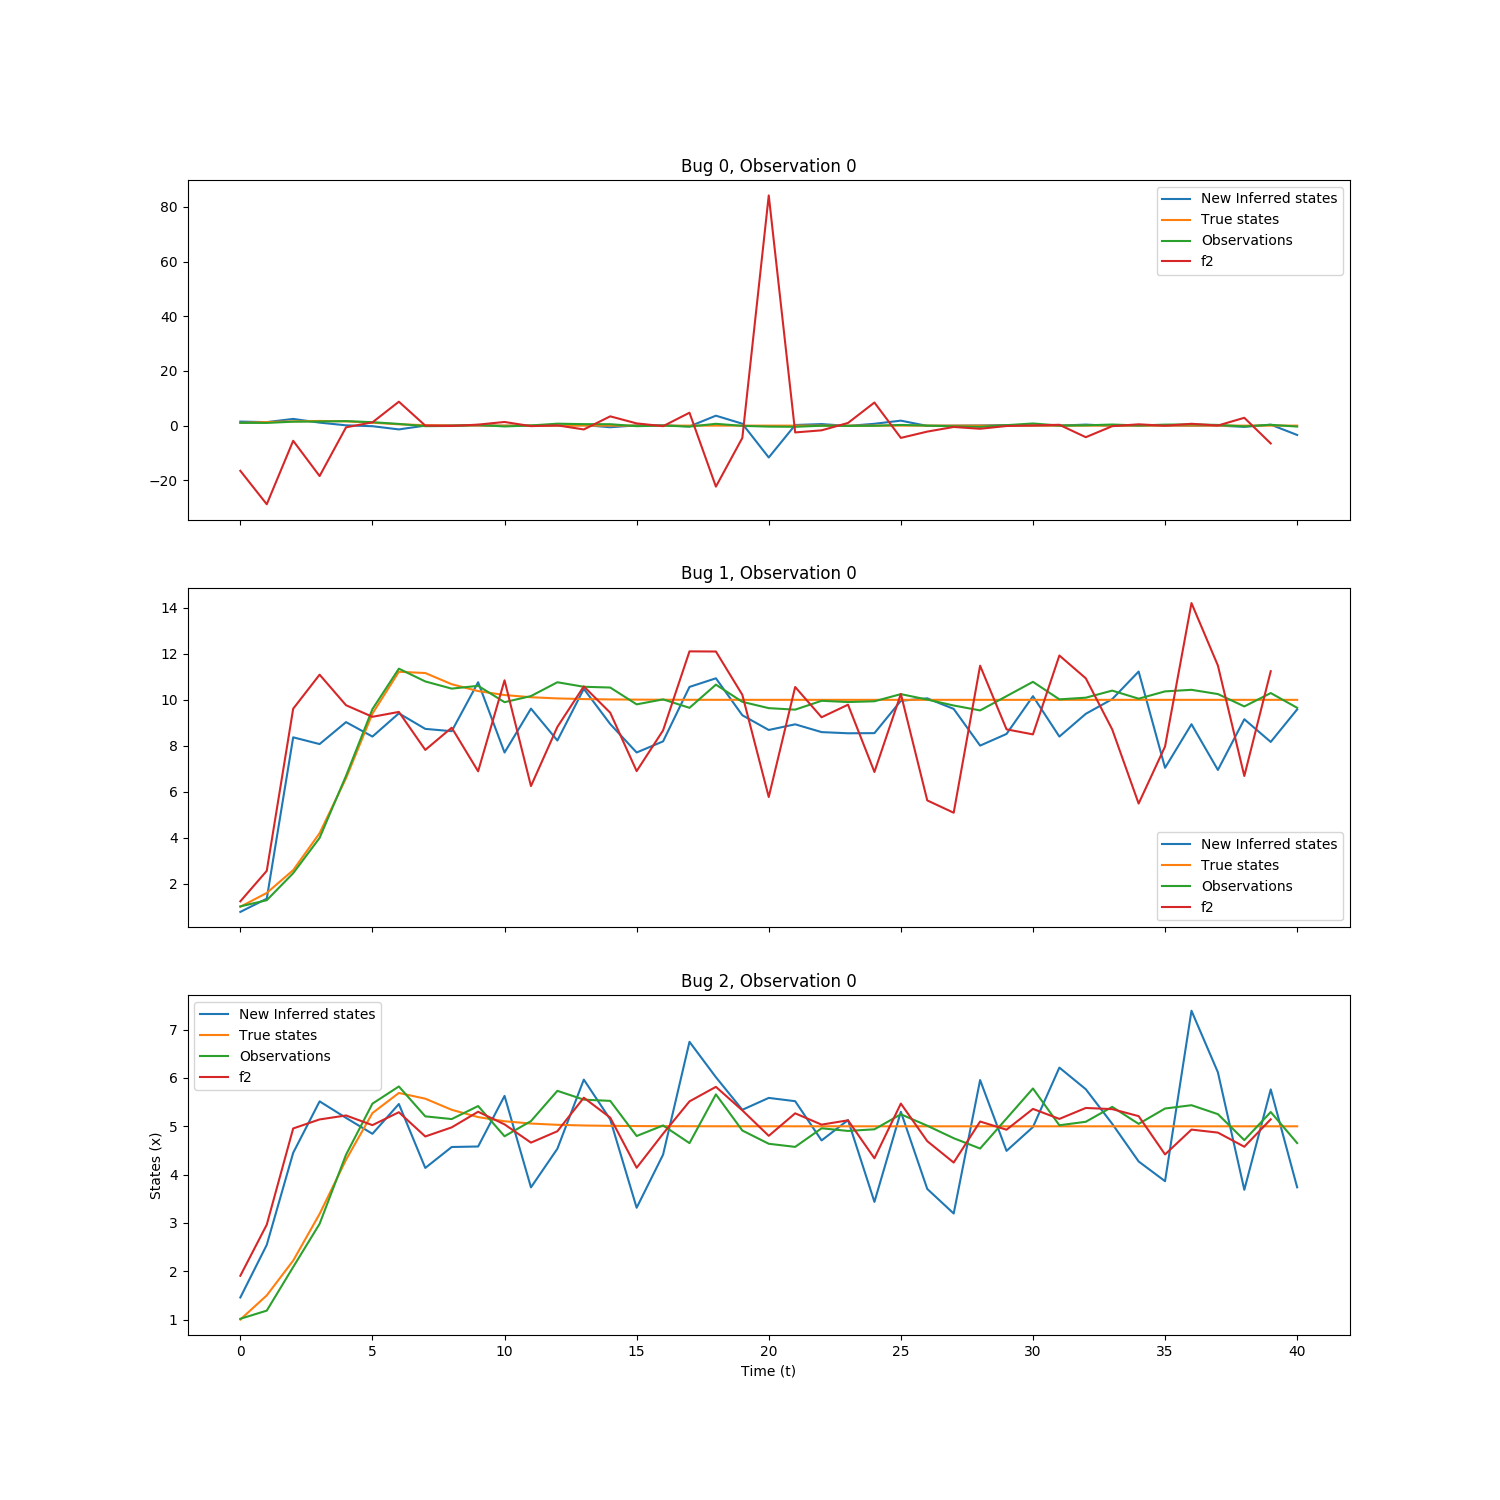 Bug 0, Observation 0
80
60
40
20
0
−20
New Inferred states
True states
Observations
f2
Bug 1, Observation 0
14
12
10
8
6
4
2
New Inferred states
True states
Observations
f2
Bug 2, Observation 0
7
6
5
4
3
2
1
States (x)
New Inferred states
True states
Observations
f2
0 5 10 15 20 25 30 35 40
Time (t)